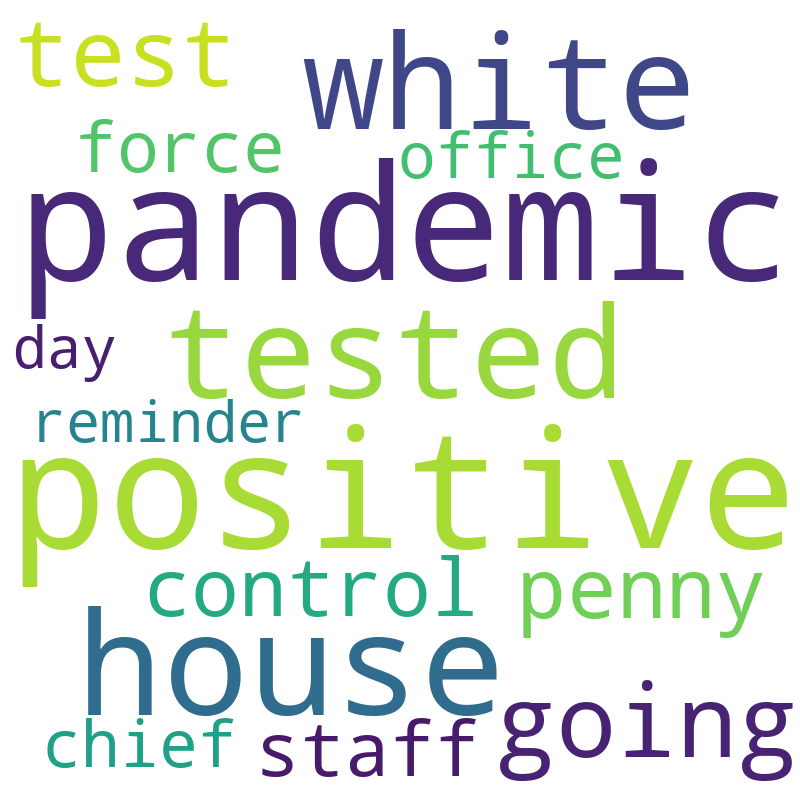 test white
force office
pandemic
day tested
reminder
positive
control penny
house
chief staff going